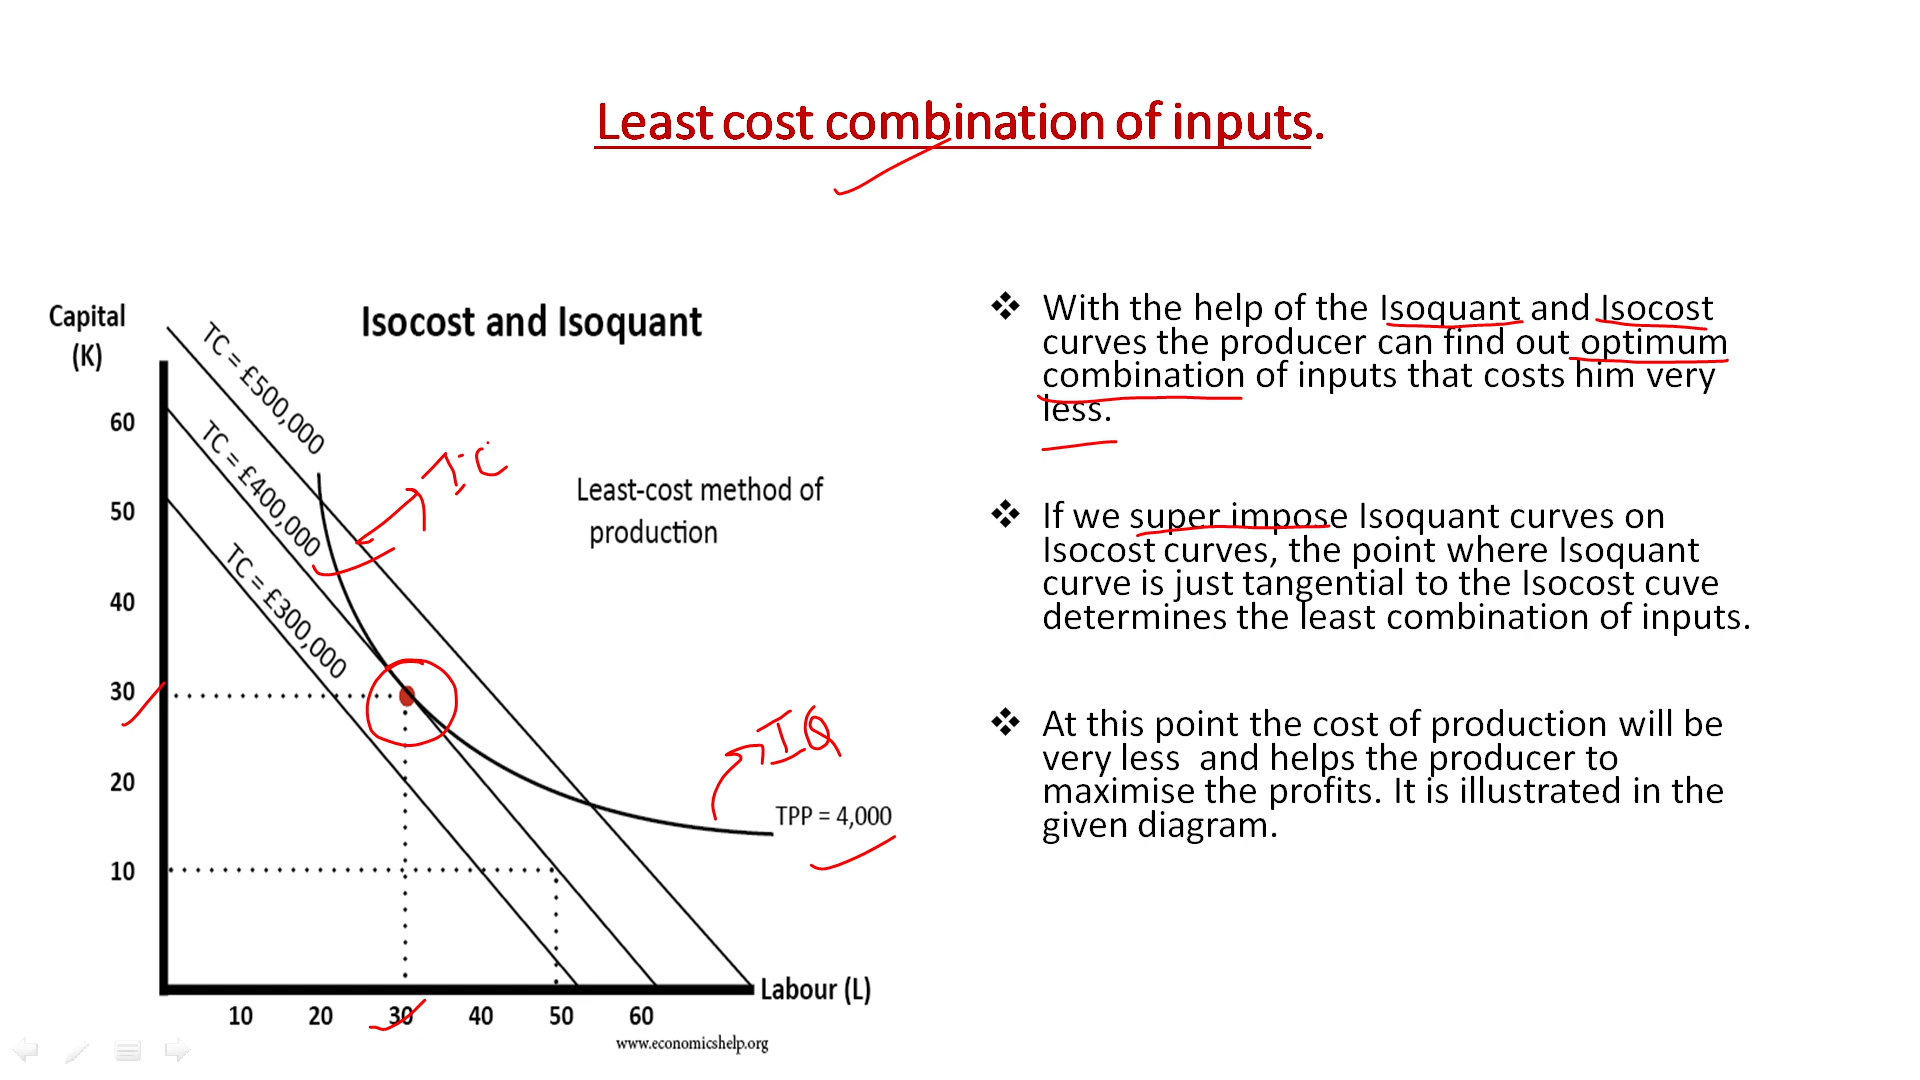 Least cost combination of inputs.
Isocost and Isoquant
Capital
(K)
TC = £500,000
TC = £400,000
TC = £300,000
60
50
40
30
20
10
IC
Least-cost method of
production
IQ
TPP = 4,000
Labour (L)
10 20 30 40 50 60
www.economicshelp.org
❖ With the help of the Isoquant and Isocost
curves the producer can find out optimum
combination of inputs that costs him very
less.
❖ If we super impose Isoquant curves on
Isocost curves, the point where Isoquant
curve is just tangential to the Isocost cuve
determines the least combination of inputs.
❖ At this point the cost of production will be
very less and helps the producer to
maximise the profits. It is illustrated in the
given diagram.